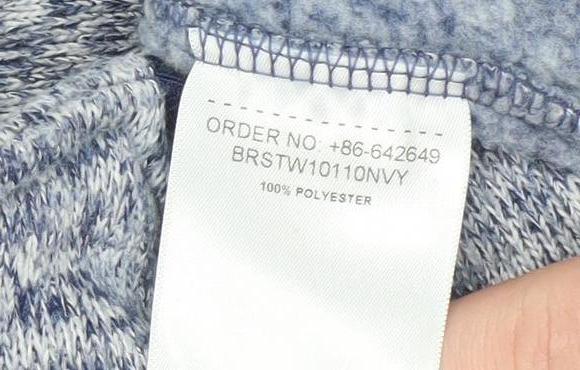 ORDER NO: +86-642649
BRSTW10110NVY
100% POLYESTER